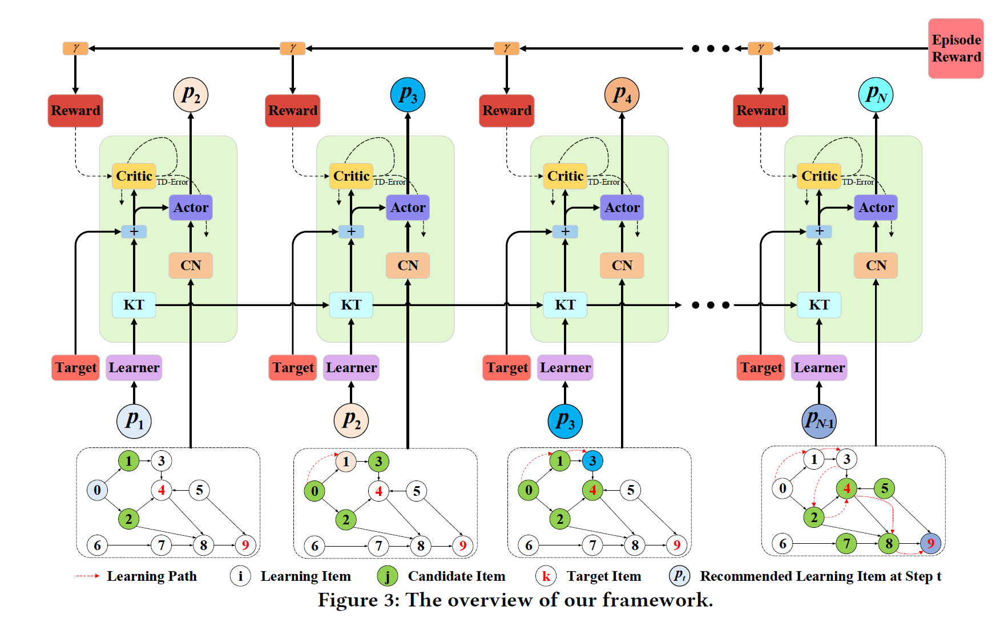 γ γ γ γ Episode
Reward
p2 p3 p4 pN
Reward Reward Reward Reward
Critic Critic Critic Critic
TD-Error TD-Error TD-Error TD-Error
Actor Actor Actor Actor
+ + + +
CN CN CN CN
KT KT KT KT
Target Learner Target Learner Target Learner Target Learner
p1 p2 p3 pN-1
1 3 1 3 1 3 1 3
0 4 5 0 4 5 0 4 5 0 4 5
2 2 2 2
6 7 8 9 6 7 8 9 6 7 8 9 6 7 8 9
Learning Path i Learning Item j Candidate Item k Target Item pt Recommended Learning Item at Step t
Figure 3: The overview of our framework.